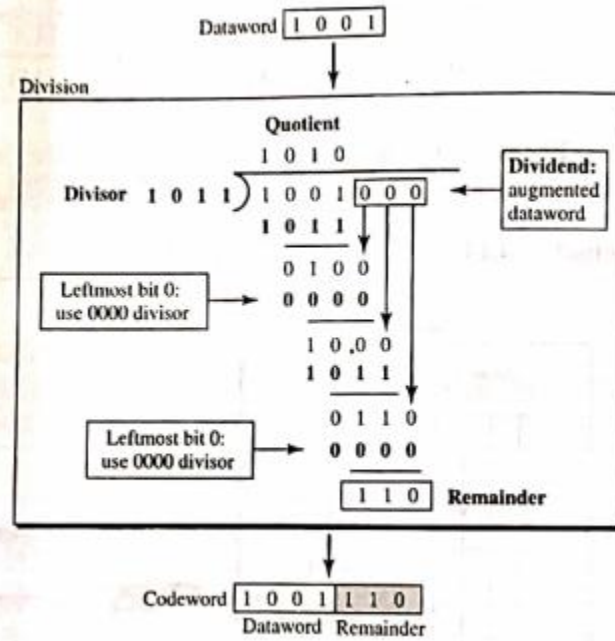 Dataword 1 0 0 1
Division
Quotient
1 0 1 0
Divisor 1 0 1 1 ) 1 0 0 1 0 0 0
Dividend:
augmented
dataword
1 0 1 1
0 1 0 0
Leftmost bit 0:
use 0000 divisor
0 0 0 0
1 0 0 0
1 0 1 1
0 1 1 0
Leftmost bit 0:
use 0000 divisor
0 0 0 0
1 1 0 Remainder
Codeword 1 0 0 1 1 1 0
Dataword Remainder